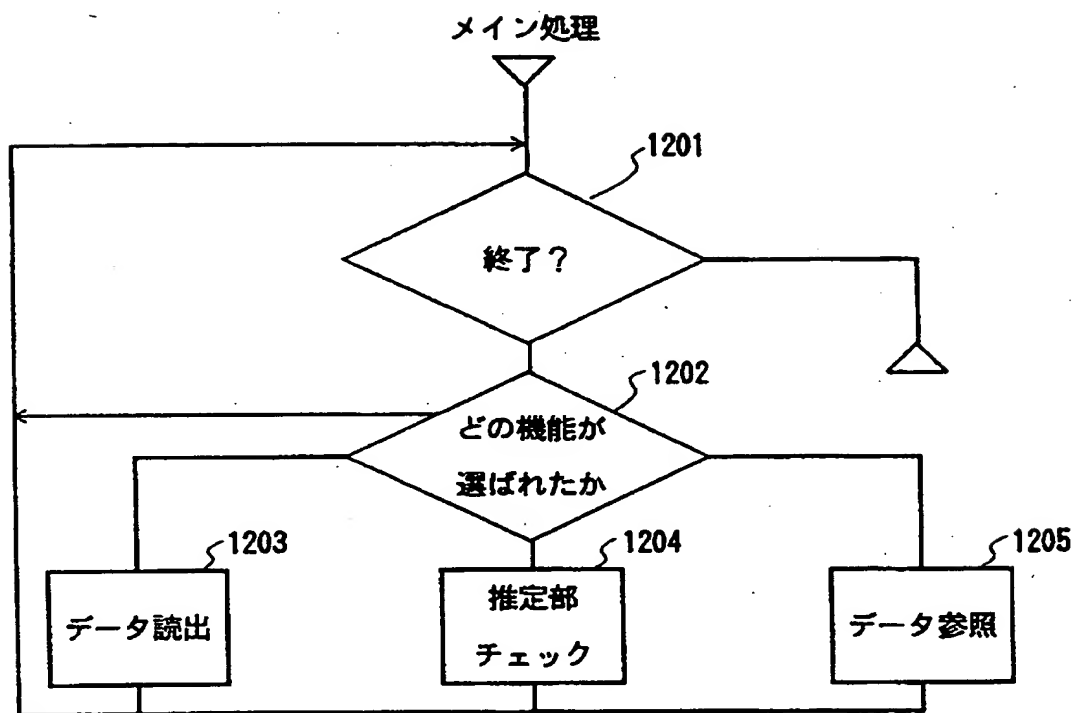 メイン処理
1201
終了？
1202
どの機能が
選ばれたか
1203
データ読出
1204
推定部
チェック
1205
データ参照